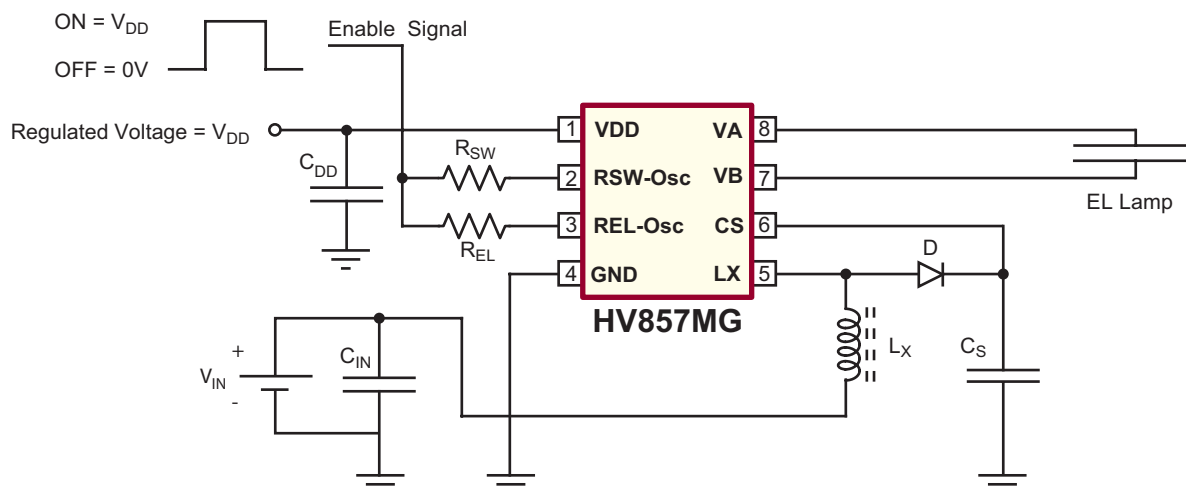 ON = VDD
OFF = 0V
Enable Signal
Regulated Voltage = VDD
CDD
RSW
REL
1 VDD
2 RSW-Osc
3 REL-Osc
4 GND
VA 8
VB 7
CS 6
LX 5
HV857MG
EL Lamp
D
LX
CS
+
VIN
-
CIN